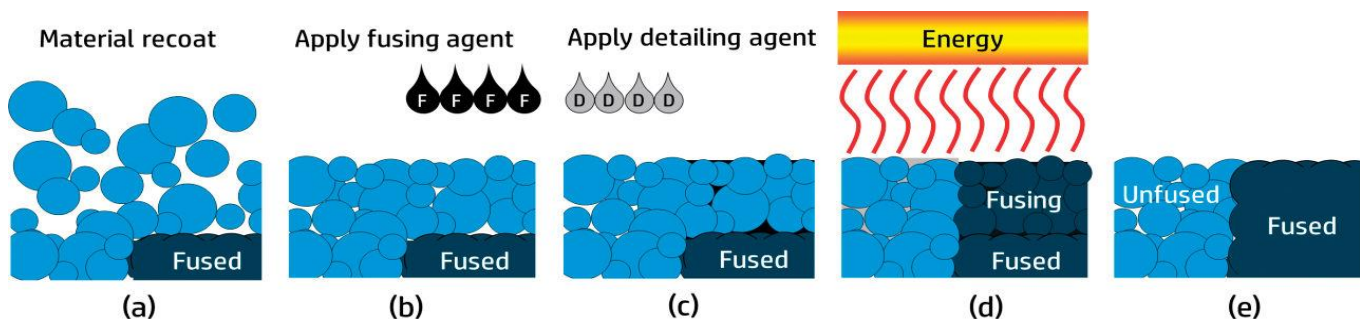 Material recoat
Apply fusing agent
Apply detailing agent
Energy
F F F F
D D D D
Unfused
Fusing
Fused
Fused
Fused
Fused
Fused
(a)
(b)
(c)
(d)
(e)